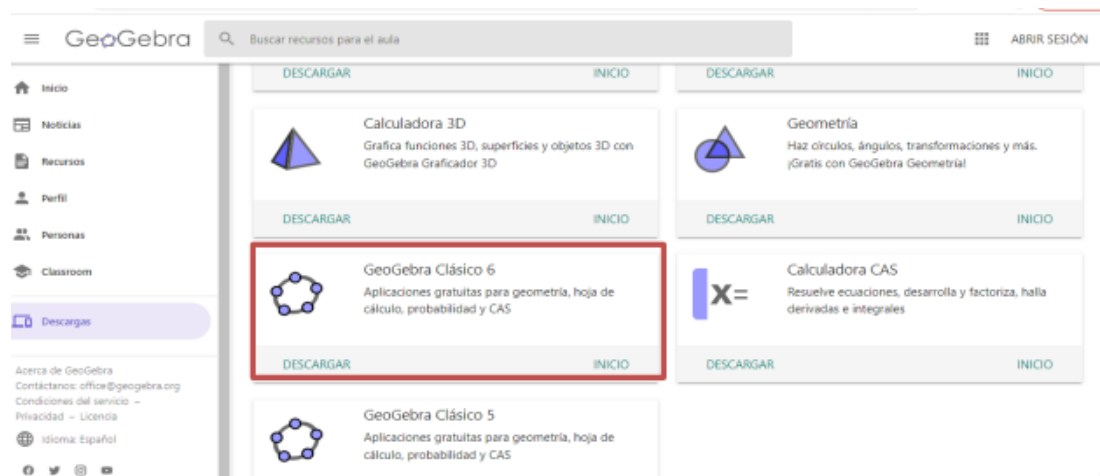 GeoGebra
Buscar recursos para el aula
ABRIR SESIÓN
Inicio
Noticias
Recursos
Perfil
Personas
Classroom
Descargas
Acerca de GeoGebra
Contáctanos: office@geogebra.org
Condiciones del servicio –
Privacidad – Licencia
Idioma: Español
DESCARGAR INICIO
DESCARGAR INICIO
Calculadora 3D
Grafica funciones 3D, superficies y objetos 3D con
GeoGebra Graficador 3D
DESCARGAR INICIO
Geometría
Haz círculos, ángulos, transformaciones y más.
¡Gratis con GeoGebra Geometría!
DESCARGAR INICIO
GeoGebra Clásico 6
Aplicaciones gratuitas para geometría, hoja de
cálculo, probabilidad y CAS
DESCARGAR INICIO
Calculadora CAS
Resuelve ecuaciones, desarrolla y factoriza, halla
derivadas e integrales
DESCARGAR INICIO
X=
GeoGebra Clásico 5
Aplicaciones gratuitas para geometría, hoja de
cálculo, probabilidad y CAS